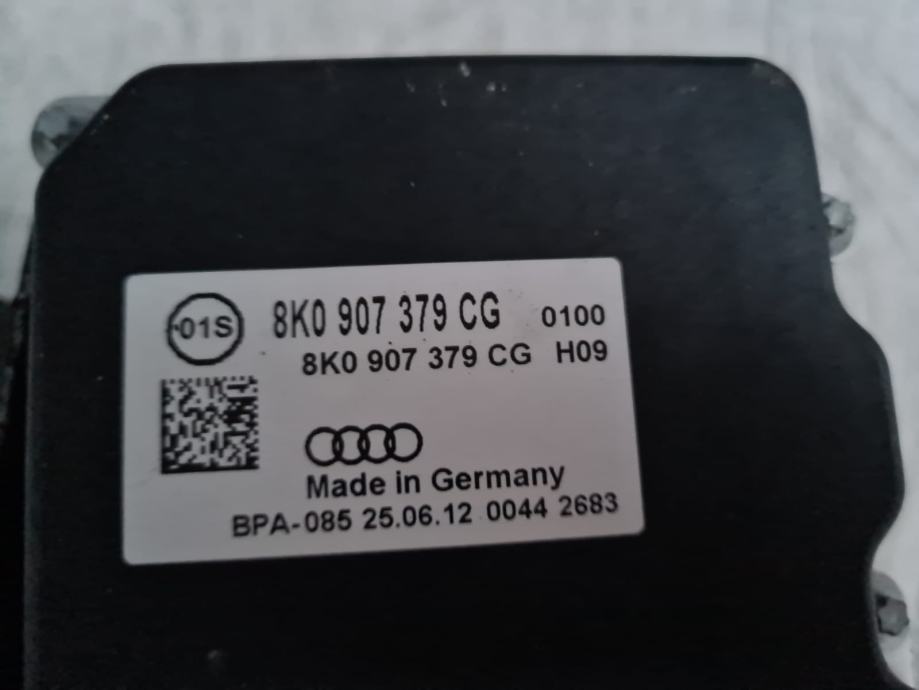 01S
8K0 907 379 CG 0100
8K0 907 379 CG H09
Made in Germany
BPA-085 25.06.12 0044 2683